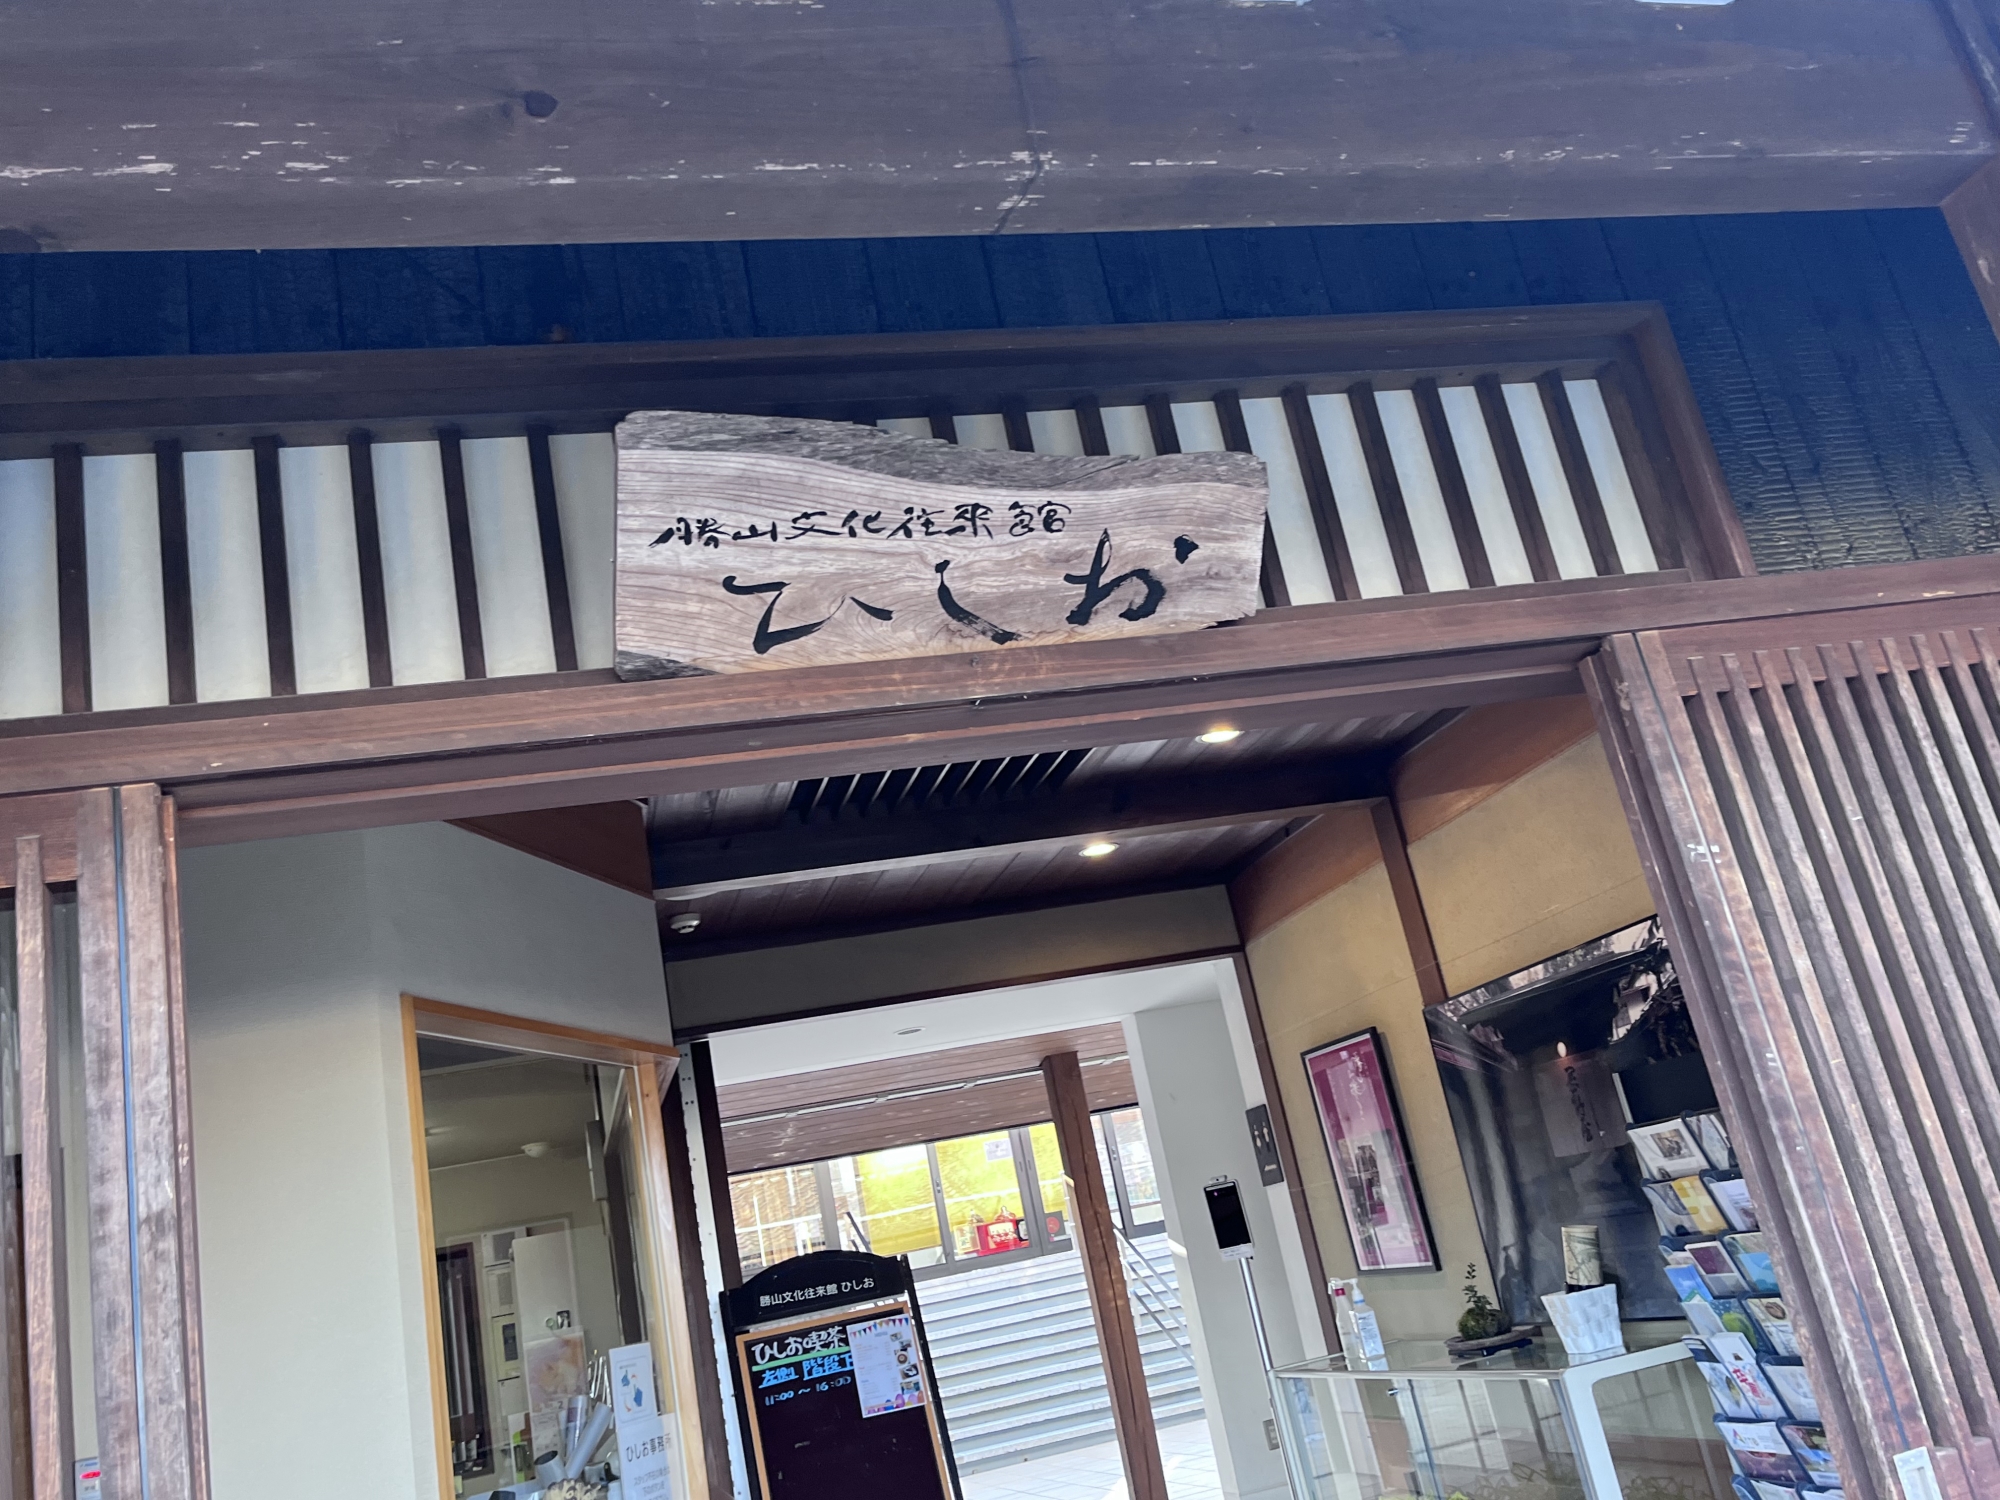 勝山文化往来館
ひしお
勝山文化往来館 ひしお
ひしお喫茶
左側 階段下
11:00～16:00
ひしお事務所